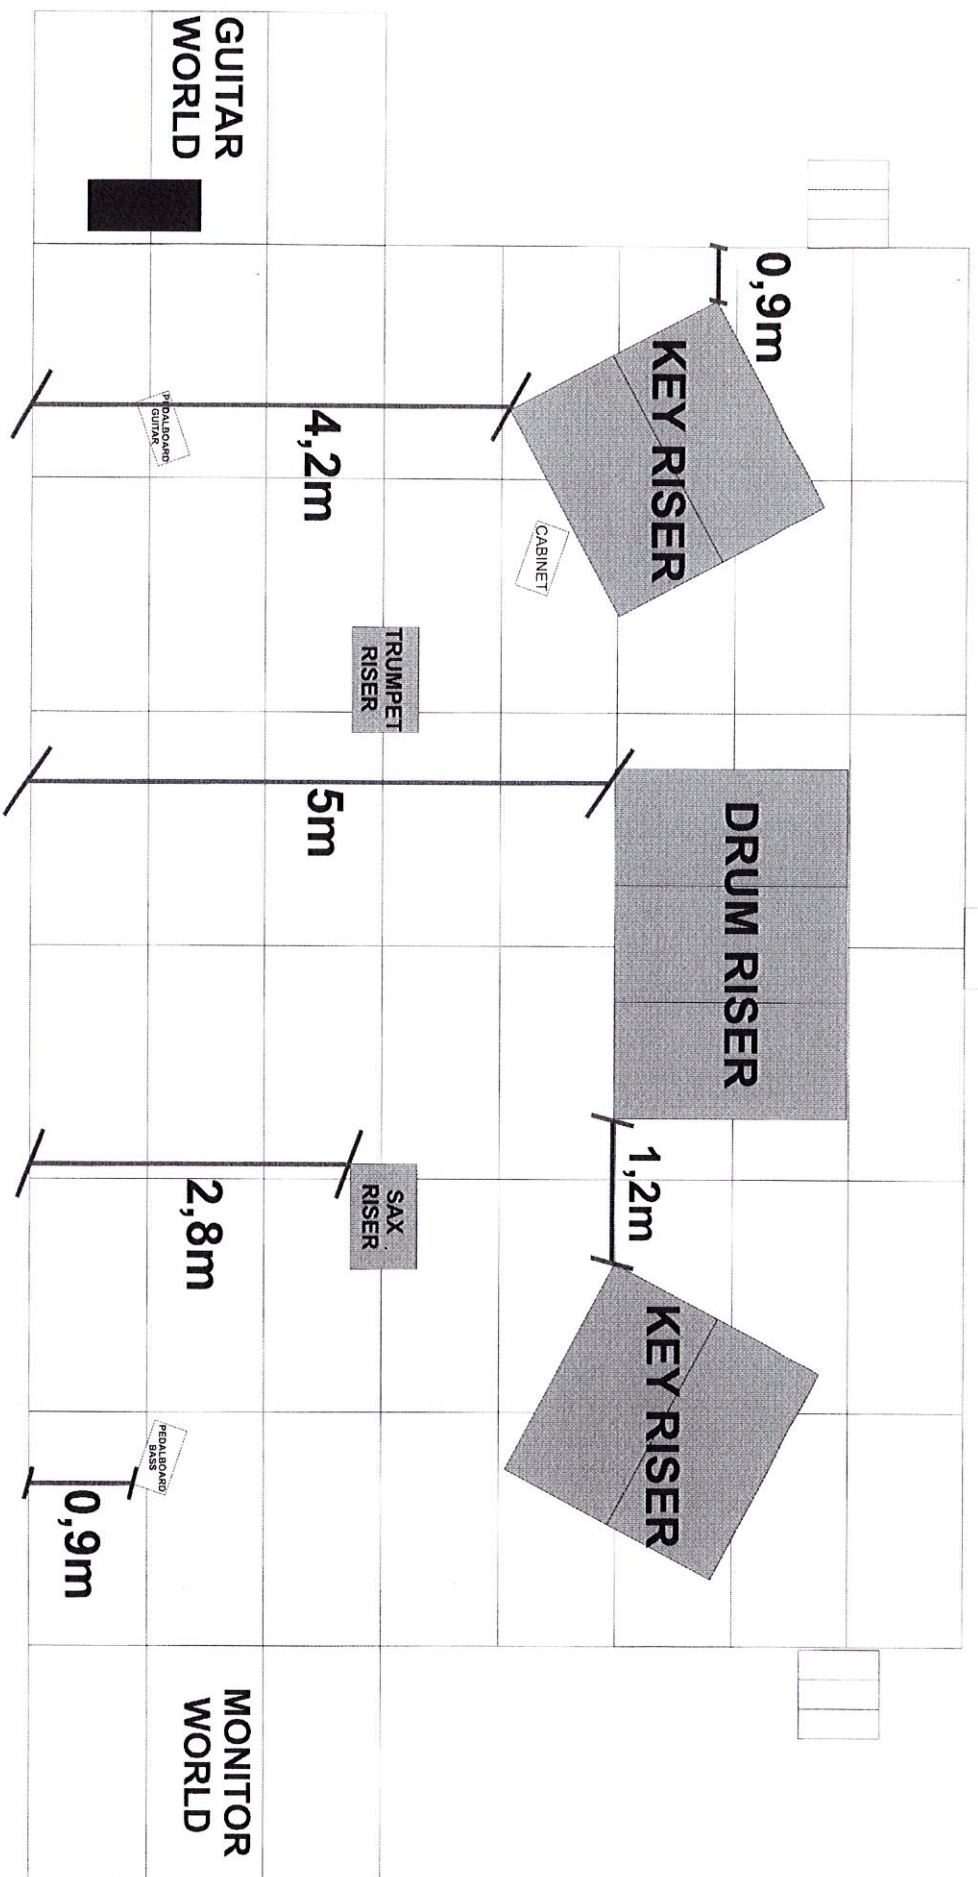 GUITAR
WORLD
0,9m
KEY RISER
4,2m
PEDALBOARD
GUITAR
CABINET
TRUMPET
RISER
5m
DRUM RISER
1,2m
SAX
RISER
2,8m
KEY RISER
PEDALBOARD
BASS
0,9m
MONITOR
WORLD